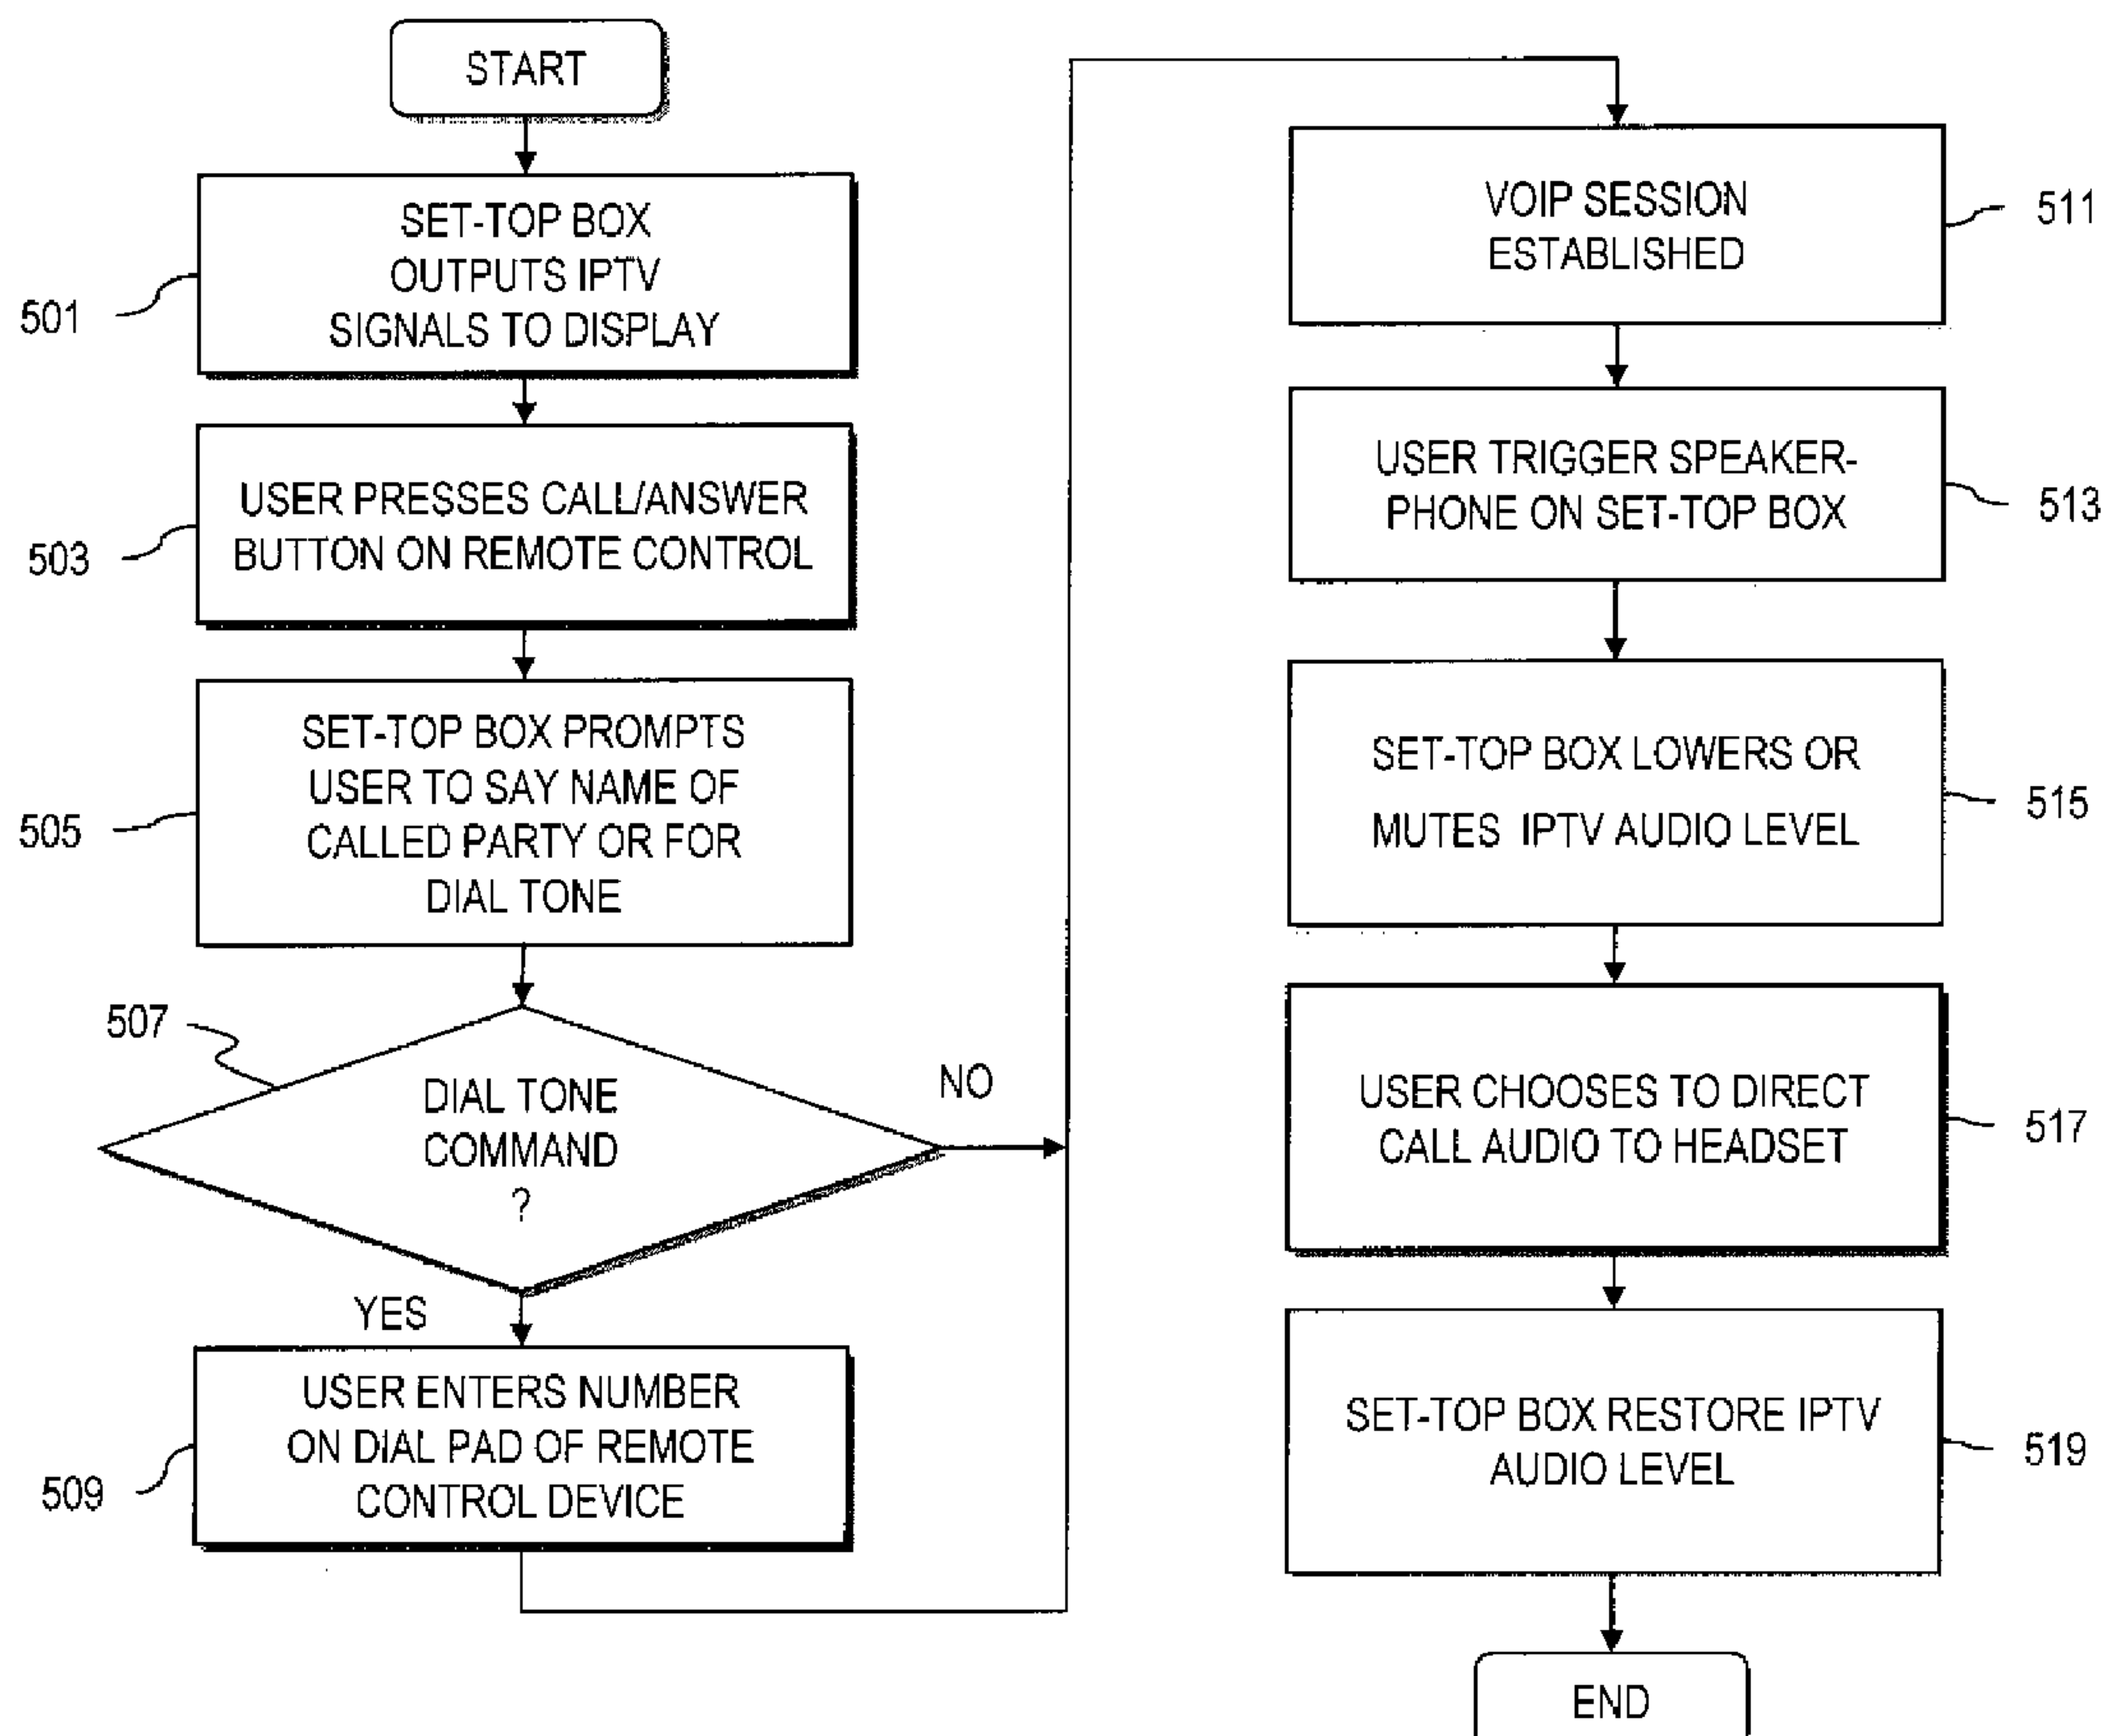 START
SET-TOP BOX
OUTPUTS IPTV
SIGNALS TO DISPLAY
501
USER PRESSES CALL/ANSWER
BUTTON ON REMOTE CONTROL
503
SET-TOP BOX PROMPTS
USER TO SAY NAME OF
CALLED PARTY OR FOR
DIAL TONE
505
507
DIAL TONE
COMMAND
?
NO
YES
USER ENTERS NUMBER
ON DIAL PAD OF REMOTE
CONTROL DEVICE
509
VOIP SESSION
ESTABLISHED
511
USER TRIGGER SPEAKER-
PHONE ON SET-TOP BOX
513
SET-TOP BOX LOWERS OR
MUTES IPTV AUDIO LEVEL
515
USER CHOOSES TO DIRECT
CALL AUDIO TO HEADSET
517
SET-TOP BOX RESTORE IPTV
AUDIO LEVEL
519
END